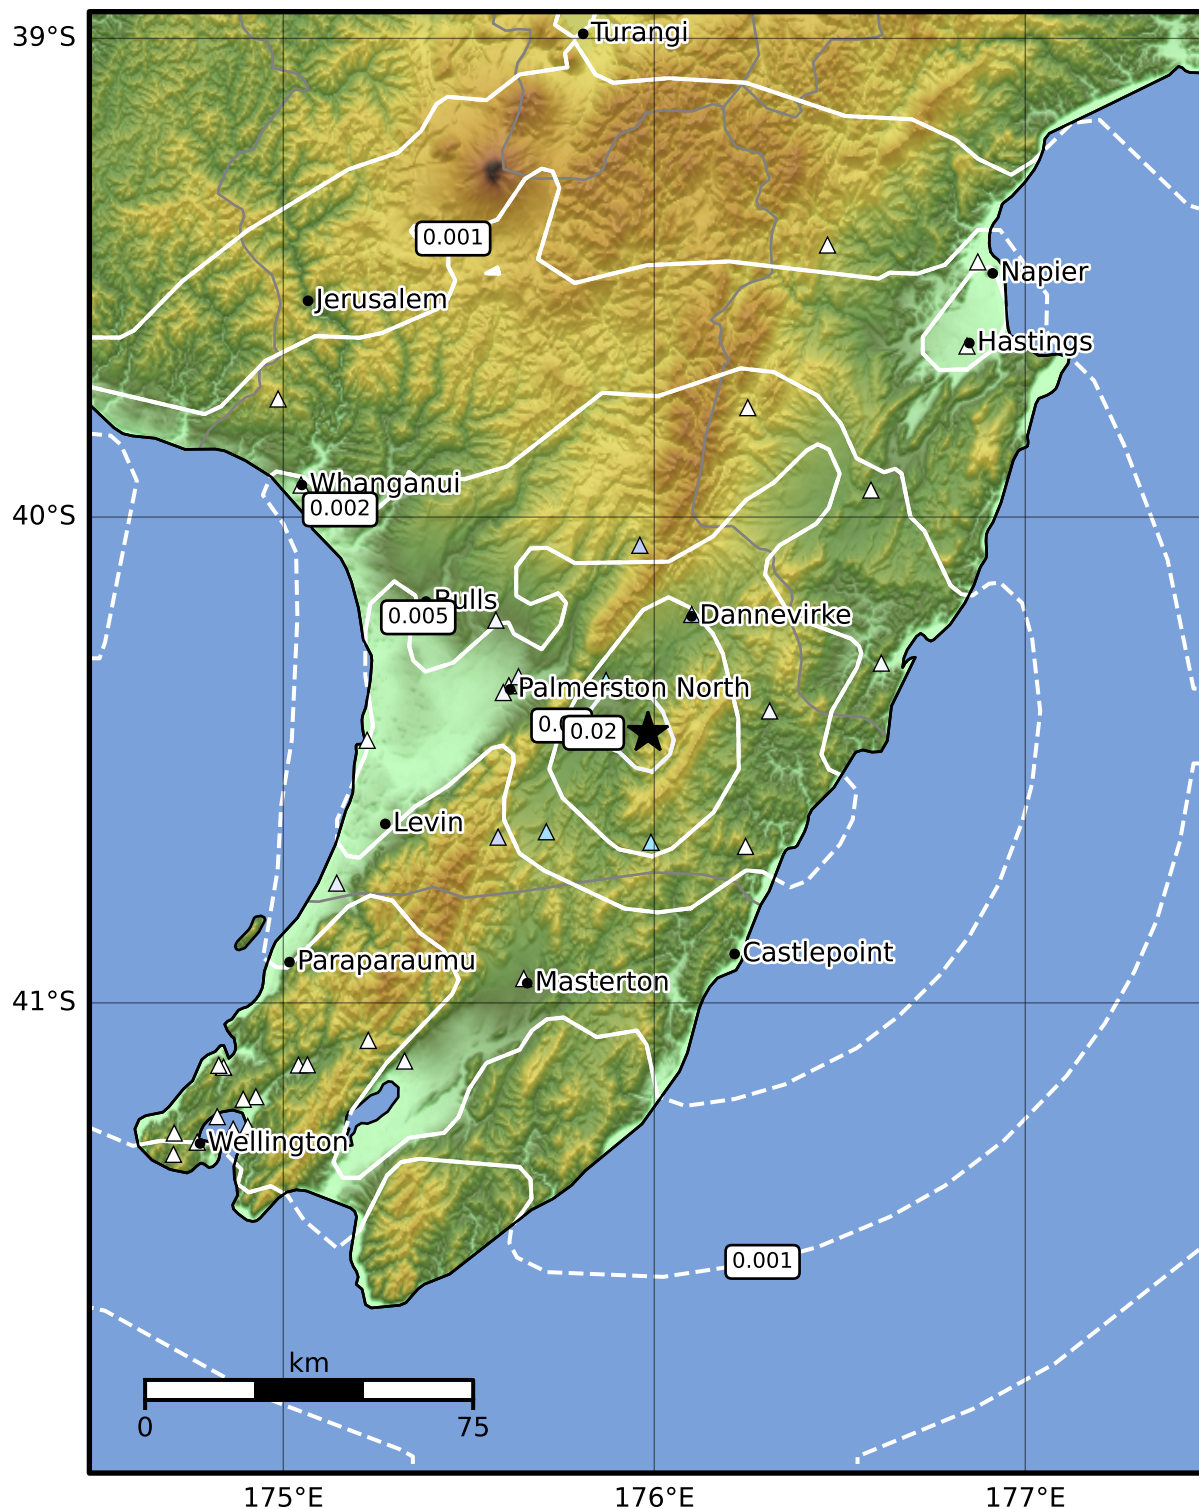 39°S
Turangi
0.001
Napier
Jerusalem
Hastings
Whanganui
0.002
40°S
Bulls
0.005
Dannevirke
Palmerston North
0.02
Levin
Castlepoint
Paraparaumu
Masterton
41°S
Wellington
0.001
km
0
75
175°E
176°E
177°E